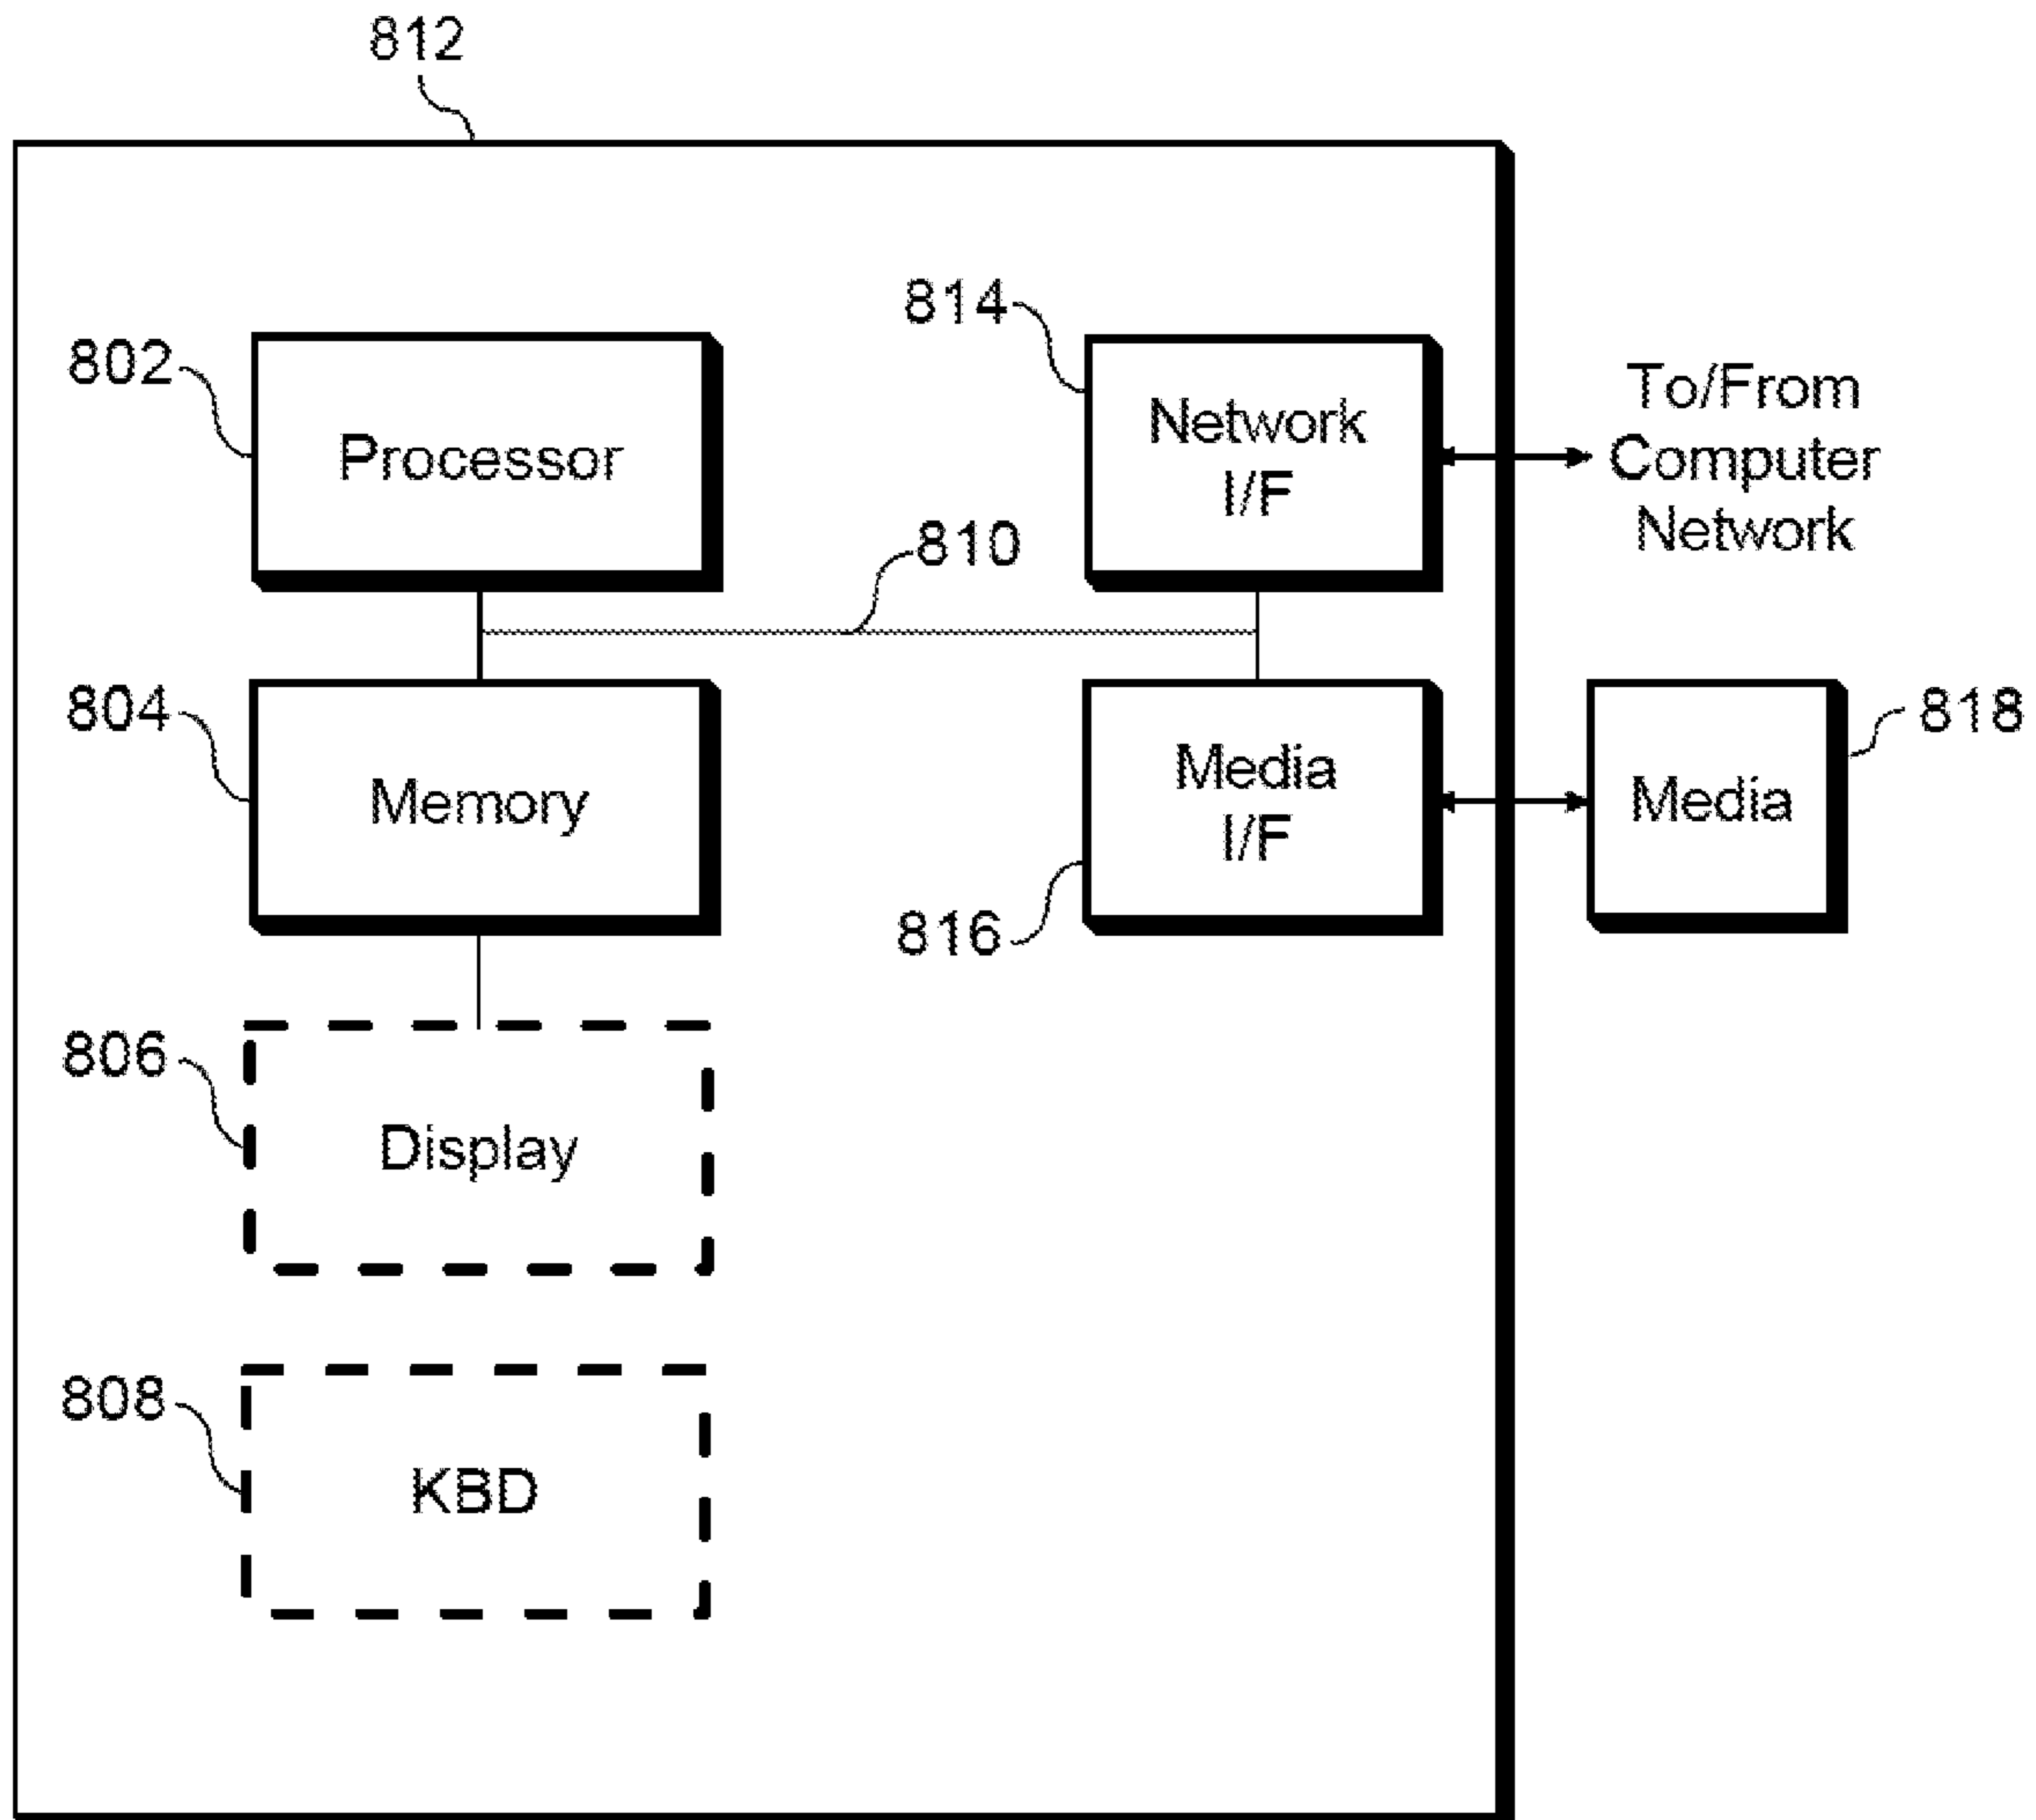 812
802
Processor
814
Network
I/F
To/From
Computer
Network
810
804
Memory
Media
I/F
816
Media
818
806
Display
808
KBD